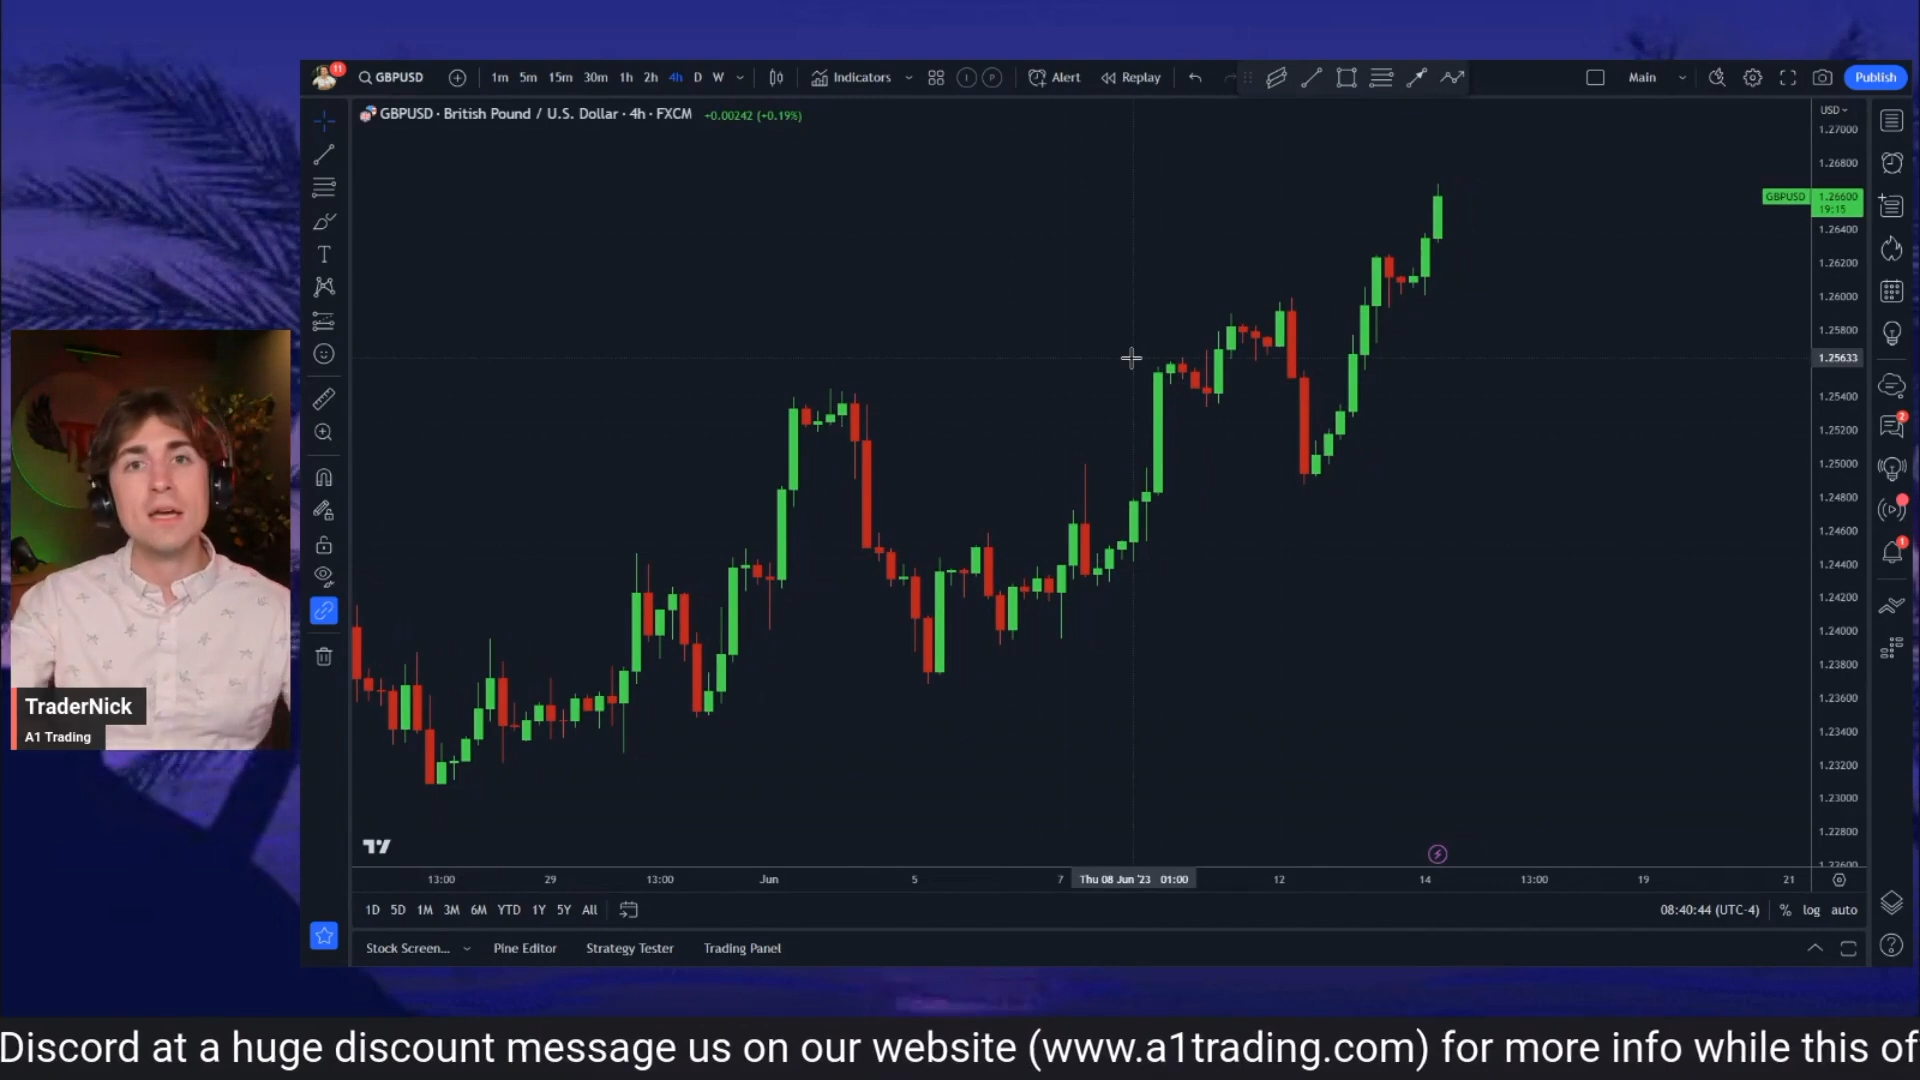 11
GBPUSD
1m 5m 15m 30m 1h 2h 4h D W
Indicators
Alert
Replay
Main
Publish
GBPUSD · British Pound / U.S. Dollar · 4h · FXCM +0.00242 (+0.19%)
USD
1.27000
1.26800
GBPUSD 1.26600
19:15
1.26400
1.26200
1.26000
1.25800
1.25633
1.25400
1.25200
1.25000
1.24800
1.24600
1.24400
1.24200
1.24000
1.23800
1.23600
1.23400
1.23200
1.23000
1.22800
1.22600
2
1
TraderNick
A1 Trading
13:00 29 13:00 Jun 5 7 Thu 08 Jun '23 01:00 12 14 13:00 19 21
1D 5D 1M 3M 6M YTD 1Y 5Y All
08:40:44 (UTC-4) % log auto
Stock Screen... Pine Editor Strategy Tester Trading Panel
Discord at a huge discount message us on our website (www.a1trading.com) for more info while this of